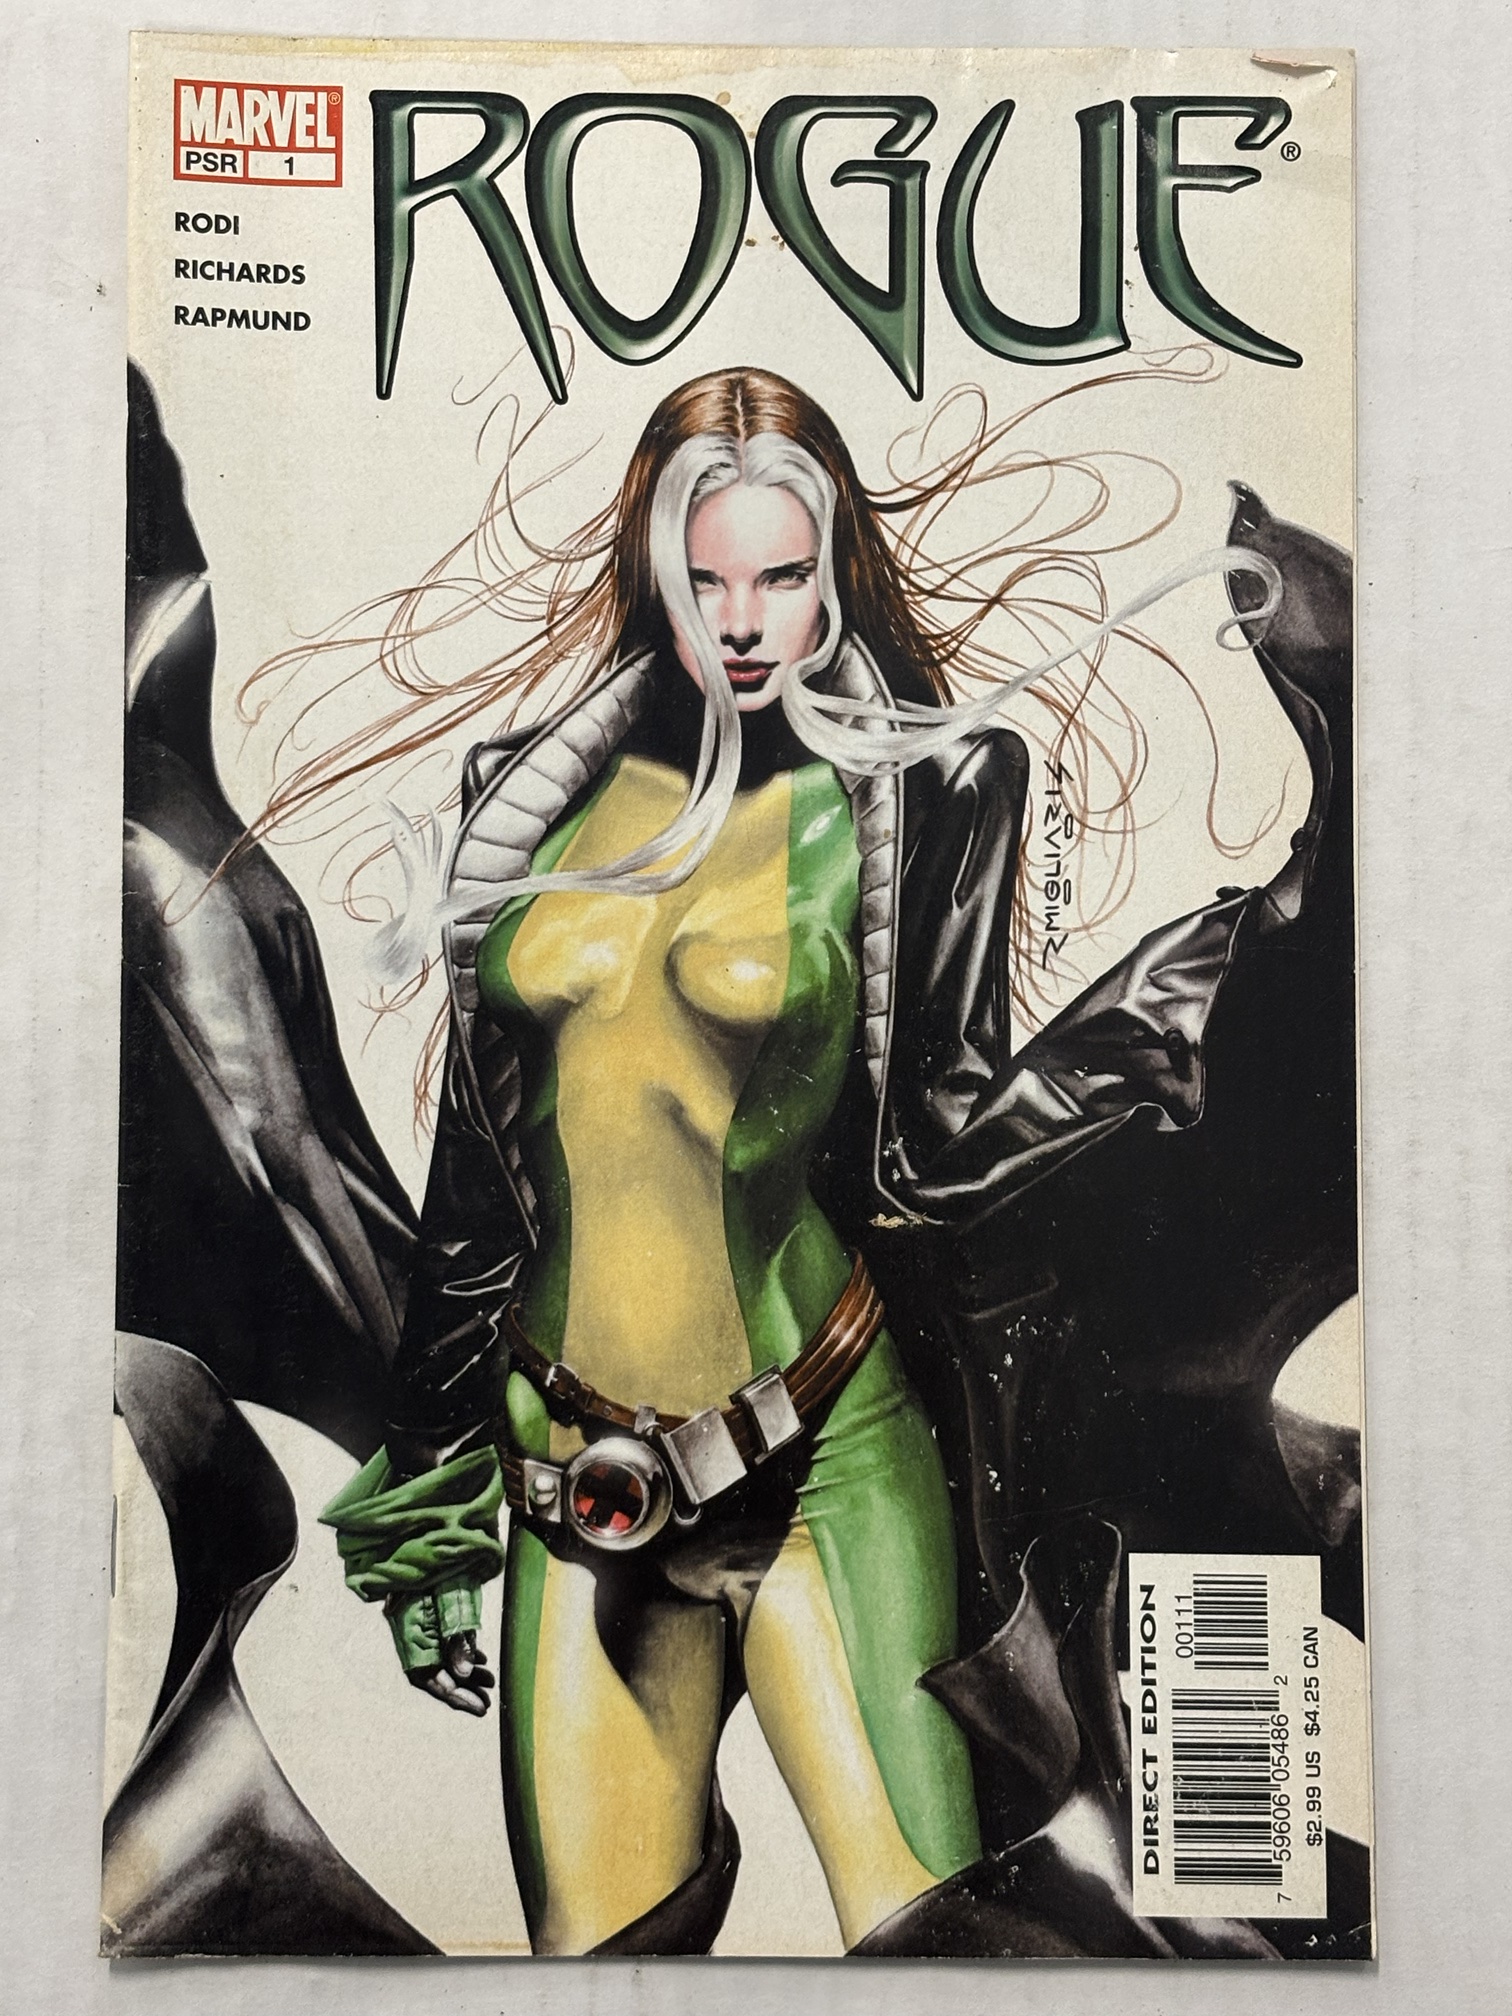 MARVEL®
PSR 1
ROGUE®
RODI
RICHARDS
RAPMUND
R MIGLIARIS
DIRECT EDITION
00111
7 59606 05486 2
$2.99 US $4.25 CAN